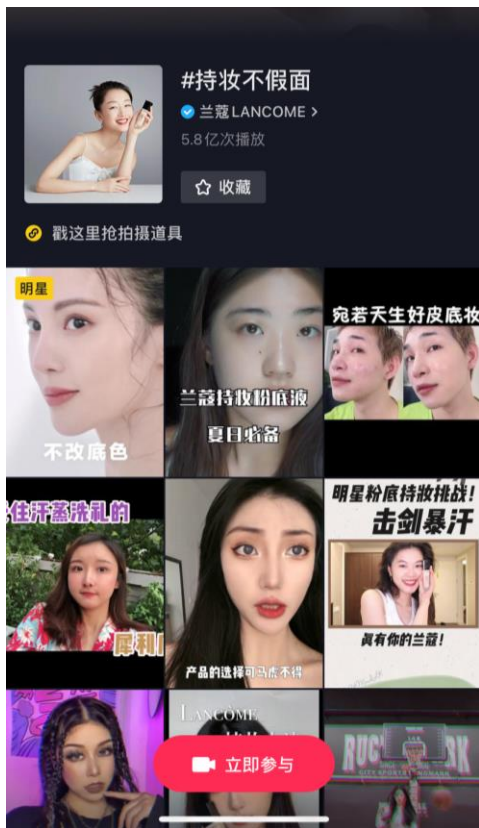 #持妆不假面
兰蔻LANCOME >
5.8亿次播放
收藏
戳这里抢拍摄道具
明星
不改底色
兰蔻持妆粉底液
夏日必备
宛若天生好皮底妆
住汗蒸洗礼的
犀利
产品的选择可马虎不得
明星粉底持妆挑战!
击剑暴汗
真有你的兰蔻!
LANCÔME
立即参与